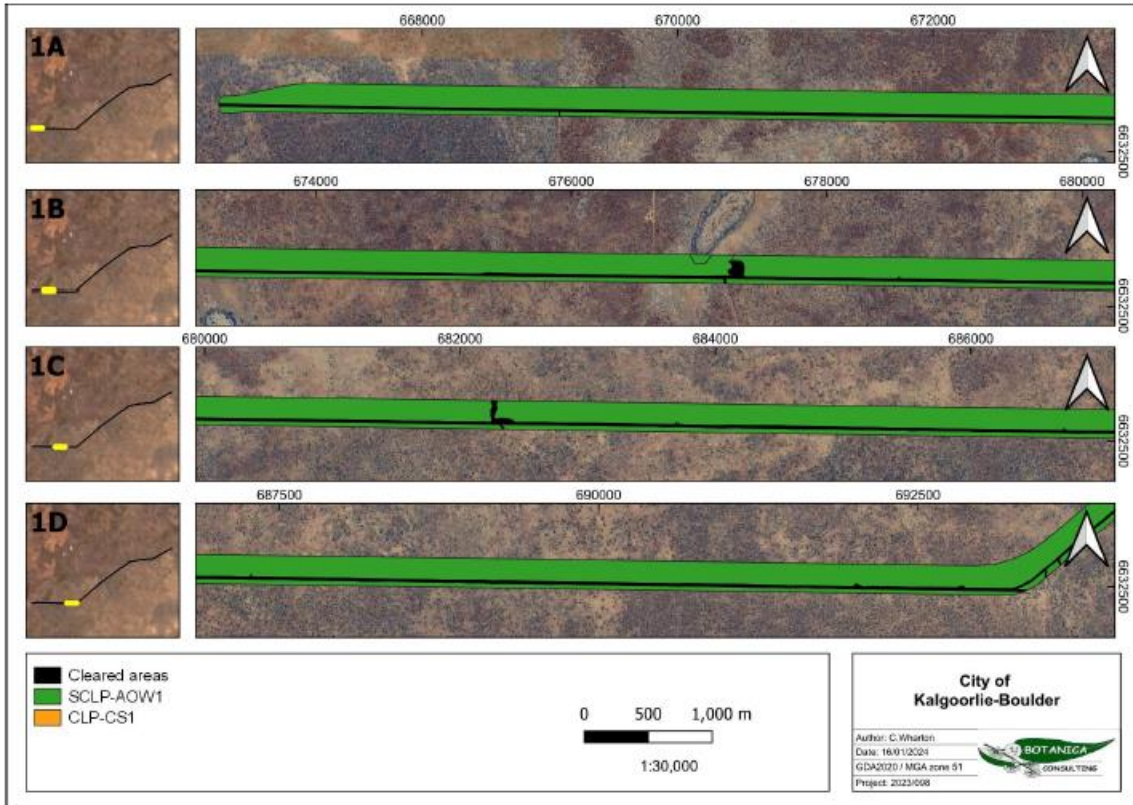 668000 670000 672000
1A
6632500
674000 676000 678000 680000
1B
6632500
680000 682000 684000 686000
1C
6632500
687500 690000 692500
1D
6632500
Cleared areas
SCLP-AOW1
CLP-CS1
0 500 1,000 m
1:30,000
City of
Kalgoorlie-Boulder
Author: C.Wharton
Date: 16/01/2024
GDA2020 / MGA zone 51
Project: 2023/098
BOTANICA
CONSULTING